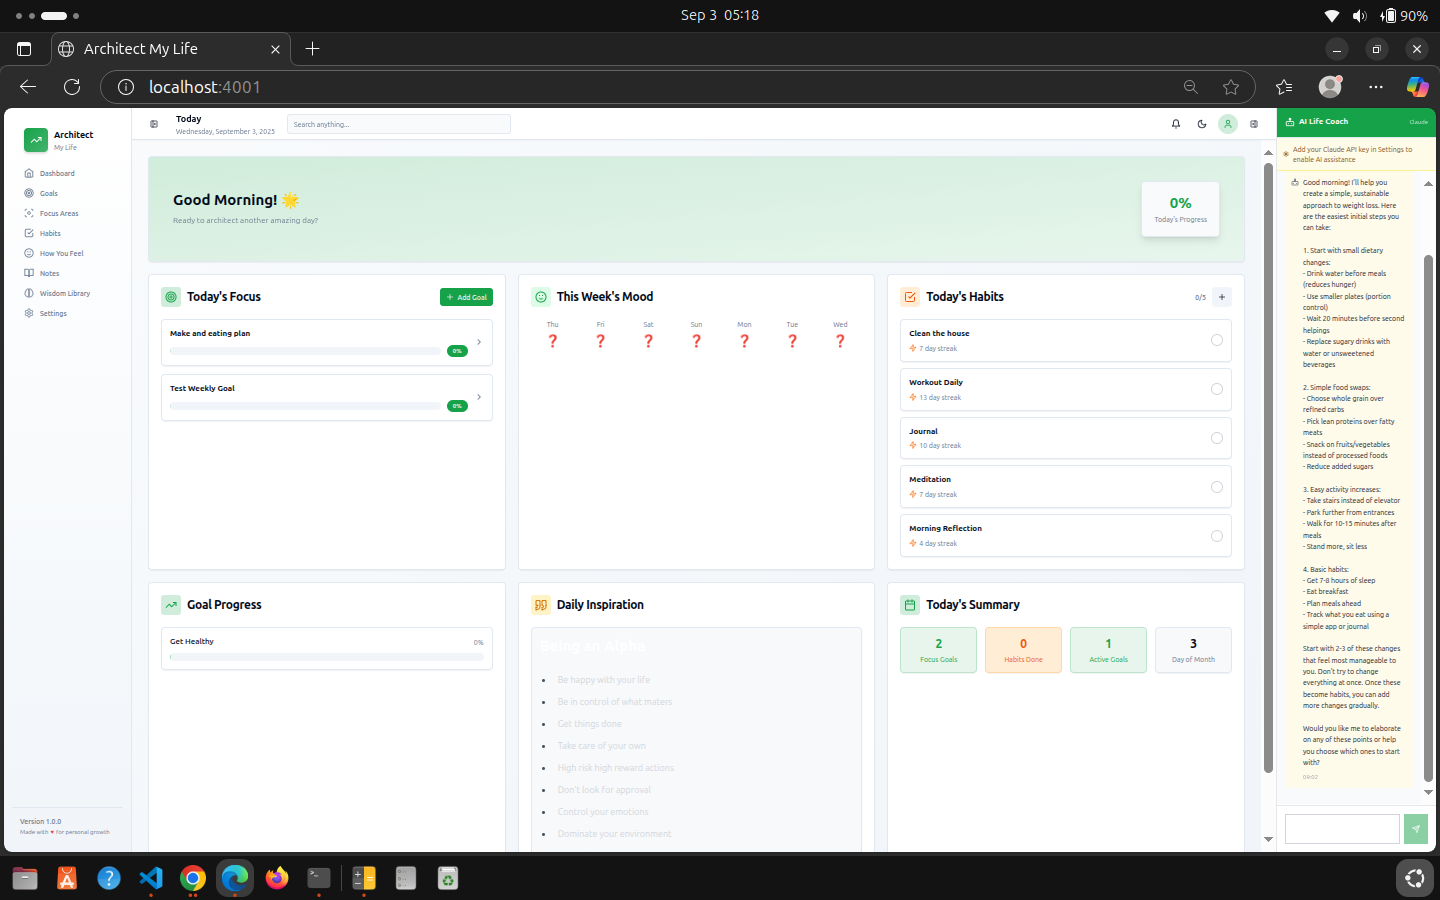 Sep 3 05:18
90%
Architect My Life
localhost:4001
Architect
My Life
Dashboard
Goals
Focus Areas
Habits
How You Feel
Notes
Wisdom Library
Settings
Version 1.0.0
Made with ♥ for personal growth
Today
Wednesday, September 3, 2025
Search anything...
Good Morning! 🌟
Ready to architect another amazing day?
0%
Today's Progress
Today's Focus
+ Add Goal
Make and eating plan
0%
Test Weekly Goal
0%
This Week's Mood
Thu Fri Sat Sun Mon Tue Wed
❓ ❓ ❓ ❓ ❓ ❓ ❓
Today's Habits
0/5
+
Clean the house
7 day streak
Workout Daily
13 day streak
Journal
10 day streak
Meditation
7 day streak
Morning Reflection
4 day streak
Goal Progress
Get Healthy
0%
Daily Inspiration
Being an Alpha
• Be happy with your life
• Be in control of what maters
• Get things done
• Take care of your own
• High risk high reward actions
• Don't look for approval
• Control your emotions
• Dominate your environment
Today's Summary
2
Focus Goals
0
Habits Done
1
Active Goals
3
Day of Month
AI Life Coach
Claude
Add your Claude API key in Settings to
enable AI assistance
Good morning! I'll help you
create a simple, sustainable
approach to weight loss. Here
are the easiest initial steps you
can take:
1. Start with small dietary
changes:
- Drink water before meals
(reduces hunger)
- Use smaller plates (portion
control)
- Wait 20 minutes before second
helpings
- Replace sugary drinks with
water or unsweetened
beverages
2. Simple food swaps:
- Choose whole grain over
refined carbs
- Pick lean proteins over fatty
meats
- Snack on fruits/vegetables
instead of processed foods
- Reduce added sugars
3. Easy activity increases:
- Take stairs instead of elevator
- Park further from entrances
- Walk for 10-15 minutes after
meals
- Stand more, sit less
4. Basic habits:
- Get 7-8 hours of sleep
- Eat breakfast
- Plan meals ahead
- Track what you eat using a
simple app or journal
Start with 2-3 of these changes
that feel most manageable to
you. Don't try to change
everything at once. Once these
become habits, you can add
more changes gradually.
Would you like me to elaborate
on any of these points or help
you choose which ones to start
with?